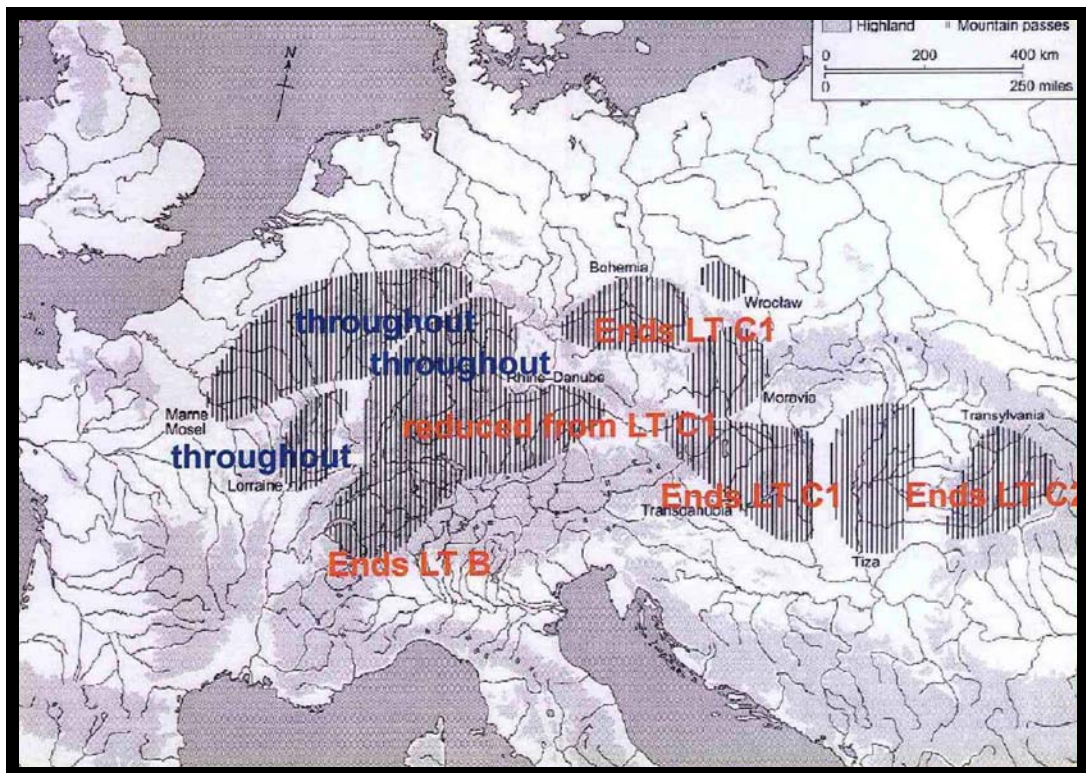 Highland
Mountain passes
0 200 400 km
0 250 miles
N
Bohemia
Wrocław
Ends LT C1
throughout
throughout
Rhine–Danube
Moravia
Marne
Mosel
reduced from LT C1
Transylvania
throughout
Lorraine
Ends LT C1
Transdanubia
Ends LT C2
Ends LT B
Tiza